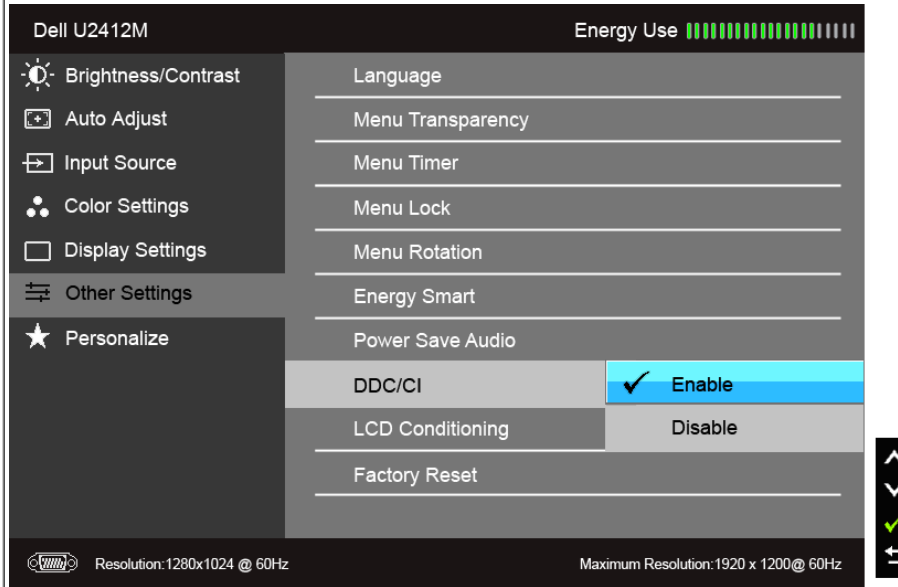 Dell U2412M
Energy Use
Brightness/Contrast
Auto Adjust
Input Source
Color Settings
Display Settings
Other Settings
Personalize
Language
Menu Transparency
Menu Timer
Menu Lock
Menu Rotation
Energy Smart
Power Save Audio
DDC/CI
Enable
Disable
LCD Conditioning
Factory Reset
Resolution:1280x1024 @ 60Hz
Maximum Resolution:1920 x 1200@ 60Hz